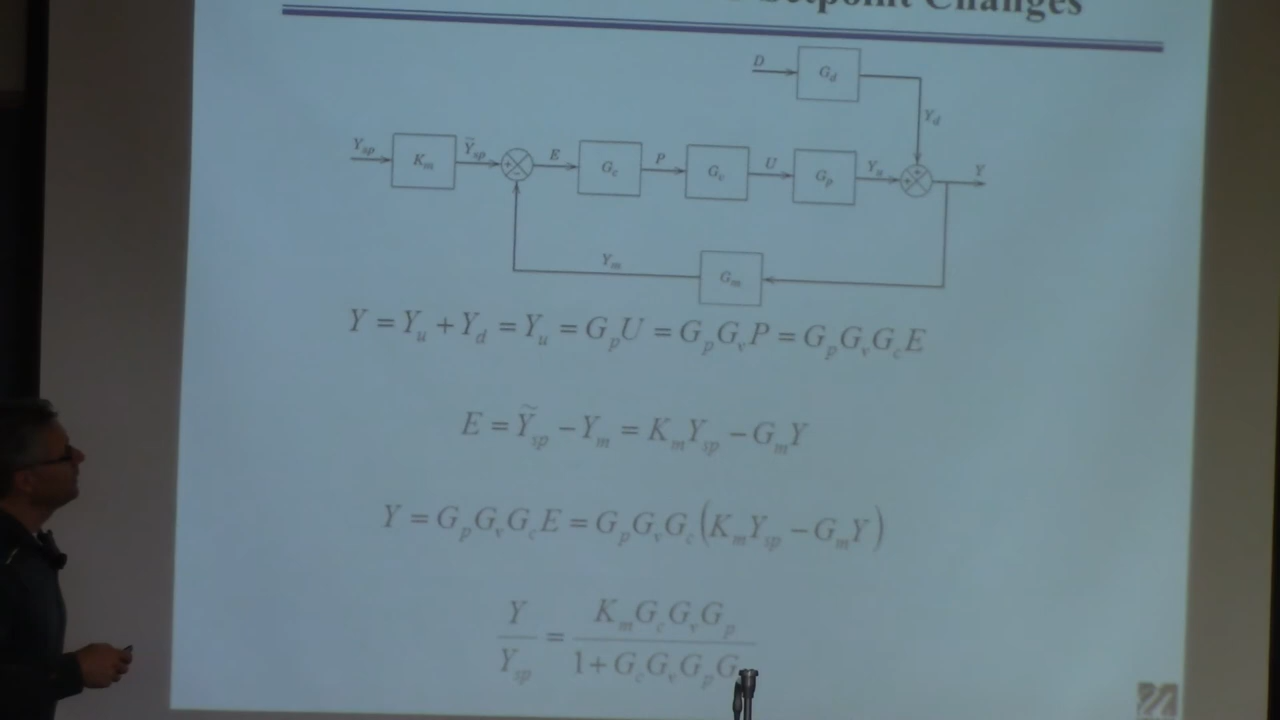 Setpoint Changes
D
G_d
Y_d
Y_sp
K_m
Ỹ_sp
E
G_c
P
G_v
U
G_p
Y_u
Y
+
-
+
+
Y_m
G_m
Y = Y_u + Y_d = Y_u = G_p U = G_p G_v P = G_p G_v G_c E
E = Ỹ_sp − Y_m = K_m Y_sp − G_m Y
Y = G_p G_v G_c E = G_p G_v G_c (K_m Y_sp − G_m Y)
Y / Y_sp = K_m G_c G_v G_p / 1 + G_c G_v G_p G